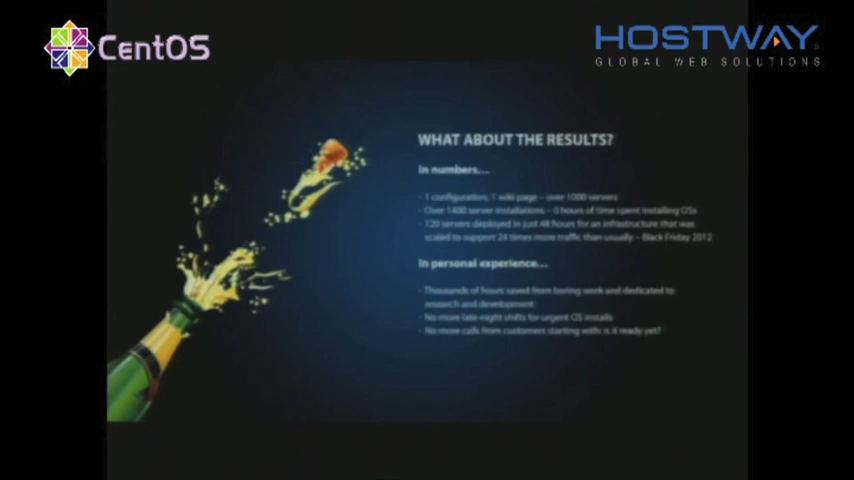 CentOS
HOSTWAY
GLOBAL WEB SOLUTIONS
WHAT ABOUT THE RESULTS?
In numbers...
- 1 configuration, 1 wiki page - over 1000 servers
- Over 1400 server installations - 0 hours of time spent installing OSs
- 120 servers deployed in just 48 hours for an infrastructure that was
scaled to support 24 times more traffic than usually - Black Friday 2012
In personal experience...
- Thousands of hours saved from boring work and dedicated to
research and development
- No more late-night shifts for urgent OS installs
- No more calls from customers starting with: is it ready yet?